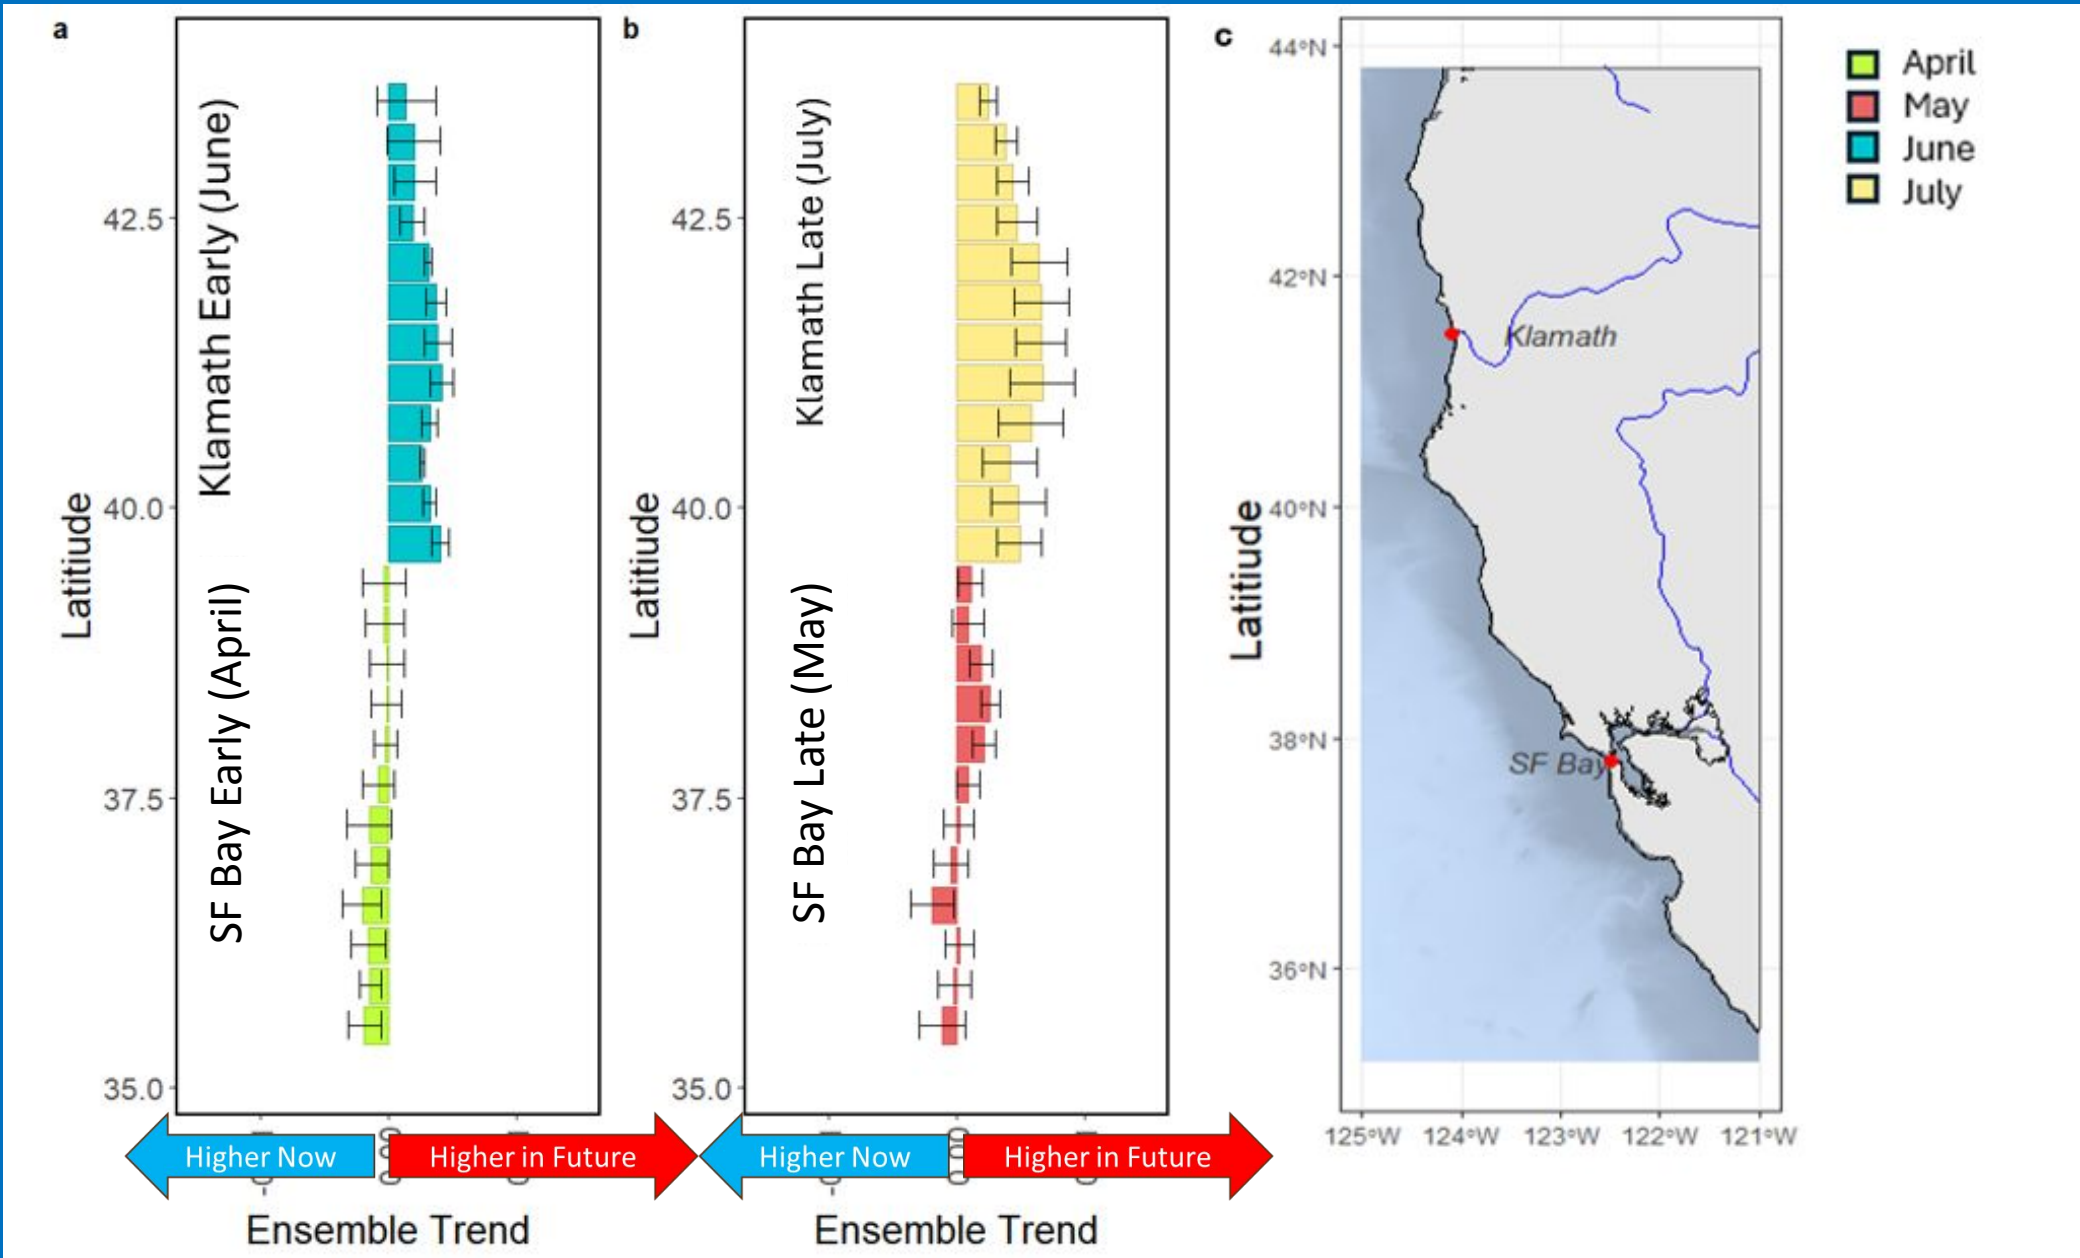 a
Klamath Early (June)
SF Bay Early (April)
Latitiude
42.5
40.0
37.5
35.0
Higher Now
Higher in Future
Ensemble Trend
b
Klamath Late (July)
SF Bay Late (May)
Latitiude
42.5
40.0
37.5
35.0
Higher Now
Higher in Future
Ensemble Trend
c
Latitiude
44°N
42°N
40°N
38°N
36°N
Klamath
SF Bay
125°W 124°W 123°W 122°W 121°W
April
May
June
July